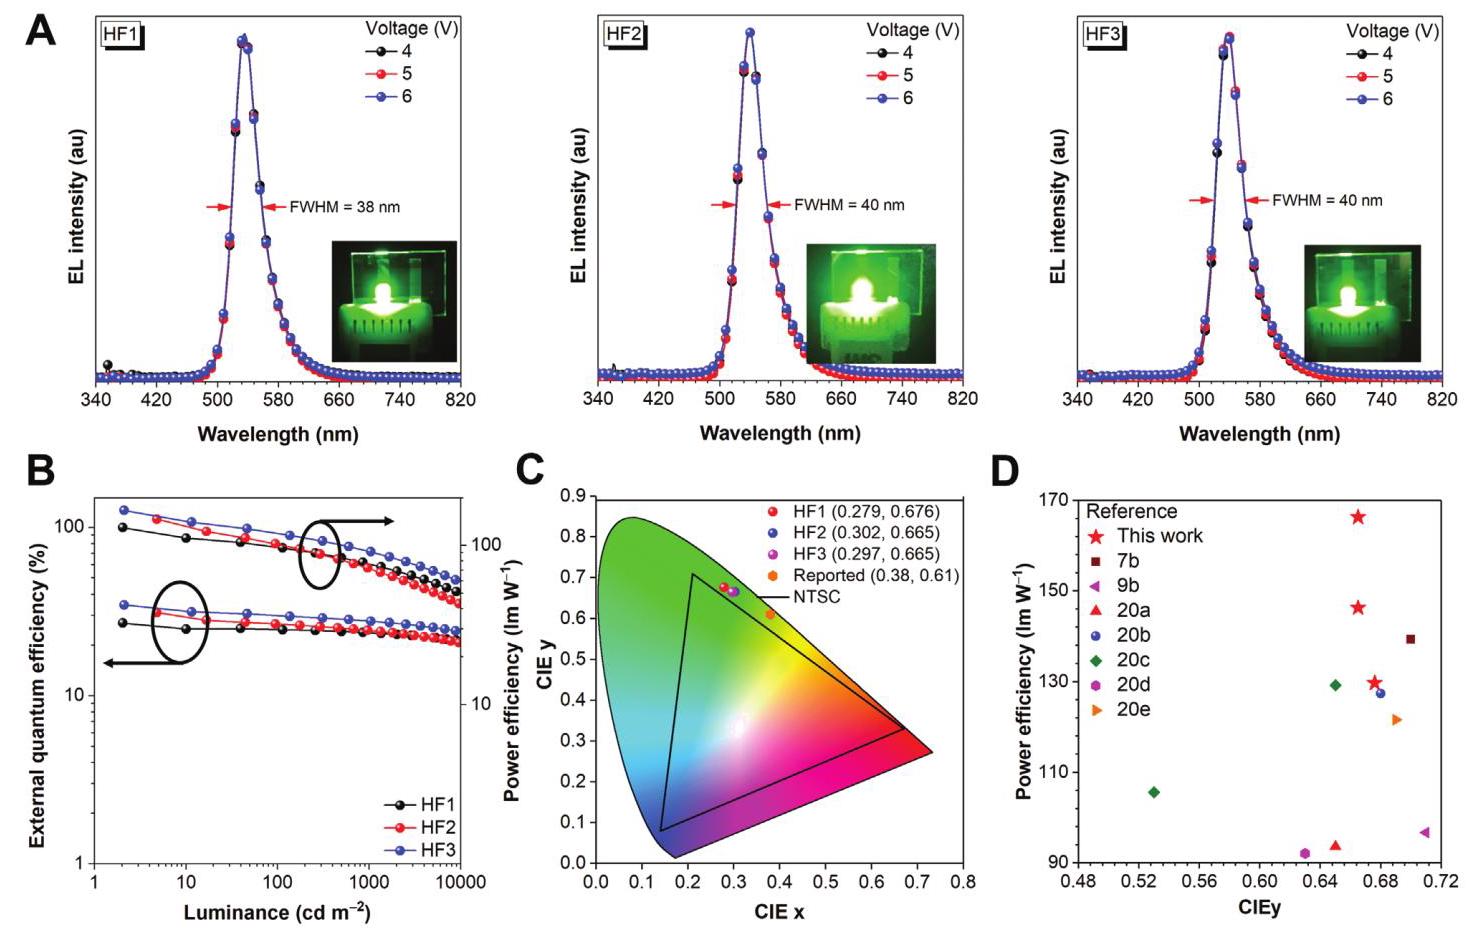 A
HF1
Voltage (V)
4
5
6
FWHM = 38 nm
EL intensity (au)
340 420 500 580 660 740 820
Wavelength (nm)
HF2
Voltage (V)
4
5
6
FWHM = 40 nm
EL intensity (au)
340 420 500 580 660 740 820
Wavelength (nm)
HF3
Voltage (V)
4
5
6
FWHM = 40 nm
EL intensity (au)
340 420 500 580 660 740 820
Wavelength (nm)
B
External quantum efficiency (%)
100
10
1
HF1
HF2
HF3
100
10
Power efficiency (lm W⁻¹)
1 10 100 1000 10000
Luminance (cd m⁻²)
C
CIE y
0.9
0.8
0.7
0.6
0.5
0.4
0.3
0.2
0.1
0.0
HF1 (0.279, 0.676)
HF2 (0.302, 0.665)
HF3 (0.297, 0.665)
Reported (0.38, 0.61)
NTSC
0.0 0.1 0.2 0.3 0.4 0.5 0.6 0.7 0.8
CIE x
D
Power efficiency (lm W⁻¹)
170
150
130
110
90
Reference
This work
7b
9b
20a
20b
20c
20d
20e
0.48 0.52 0.56 0.60 0.64 0.68 0.72
CIEy